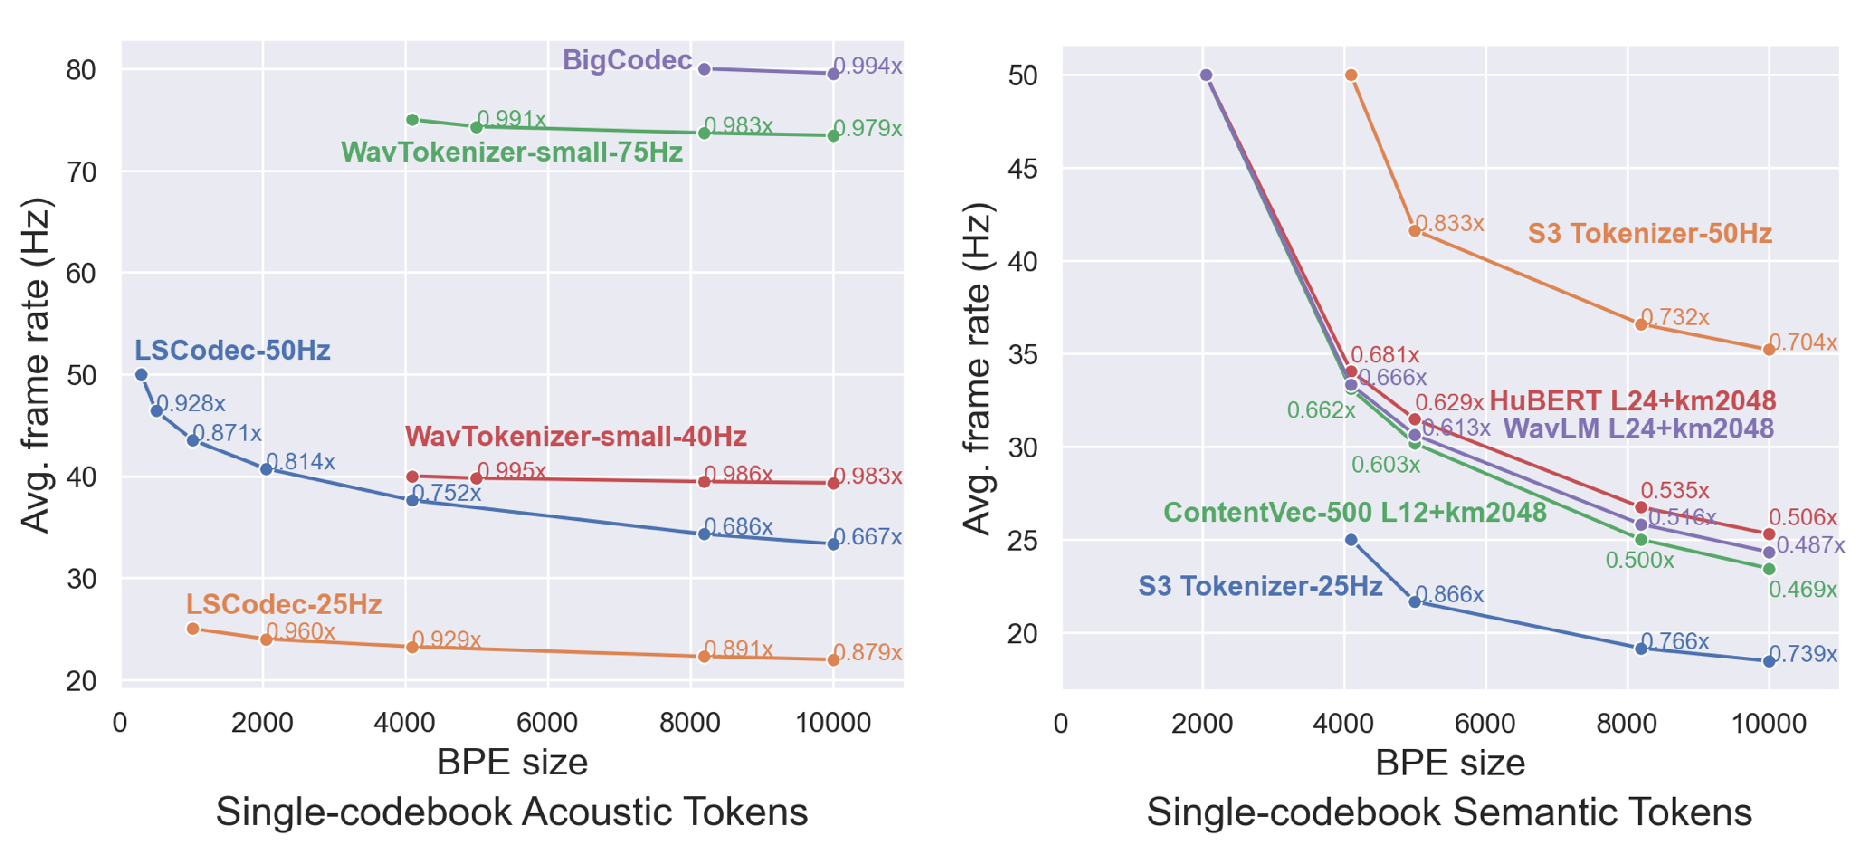 BigCodec
0.994x
80
0.991x
0.983x
0.979x
WavTokenizer-small-75Hz
70
60
LSCodec-50Hz
50
0.928x
0.871x
WavTokenizer-small-40Hz
0.814x
0.995x
0.986x
0.983x
40
0.752x
0.686x
0.667x
30
LSCodec-25Hz
0.960x
0.929x
0.891x
0.879x
20
Avg. frame rate (Hz)
0 2000 4000 6000 8000 10000
BPE size
Single-codebook Acoustic Tokens
50
45
0.833x
S3 Tokenizer-50Hz
40
0.732x
0.704x
35
0.681x
0.666x
0.662x
0.629x
HuBERT L24+km2048
0.613x
WavLM L24+km2048
30
0.603x
0.535x
ContentVec-500 L12+km2048
0.516x
0.506x
25
0.487x
0.500x
0.469x
S3 Tokenizer-25Hz
0.866x
20
0.766x
0.739x
Avg. frame rate (Hz)
0 2000 4000 6000 8000 10000
BPE size
Single-codebook Semantic Tokens